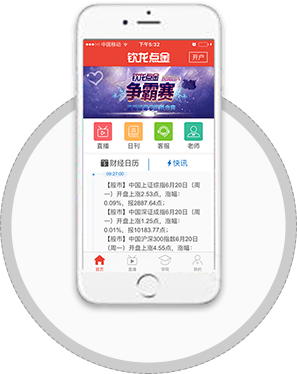 中国移动 下午5:32
钦龙点金 开户
钦龙点金
争霸赛
直播 日刊 客服 老师
财经日历 快讯
09:27:00
【股市】中国上证综指6月20日（周
一）开盘上涨2.53点，涨幅：
0.09%，报2887.64点；
【股市】中国深证成指6月20日（周
一）开盘上涨1.25点，涨幅：
0.01%，报10183.77点；
【股市】中国沪深300指数6月20日
（周一）开盘上涨4.55点，涨幅：
首页 直播 学院 我的